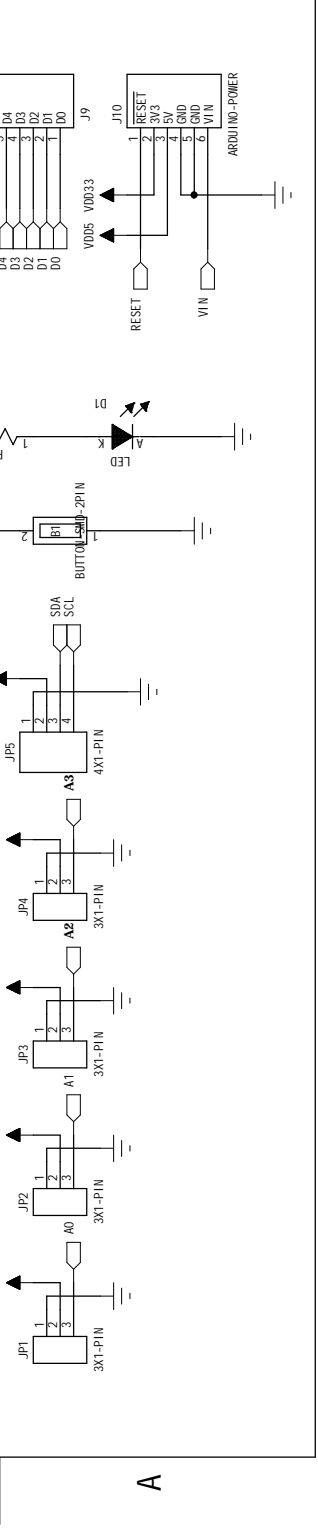 JP1
1
2
3
3X1-PIN
A0
JP2
1
2
3
3X1-PIN
A1
JP3
1
2
3
3X1-PIN
A2
JP4
1
2
3
3X1-PIN
A3
JP5
1
2
3
4
4X1-PIN
SDA
SCL
2
B1
1
BUTTON-SMD-2PIN
1
D1
K
A
LED
D4
D3
D2
D1
D0
4
3
2
1
D4
D3
D2
D1
D0
J9
VDD33
VDD5
RESET
VIN
1
2
3
4
5
6
RESET
3V3
5V
GND
GND
VIN
J10
ARDUINO-POWER
A